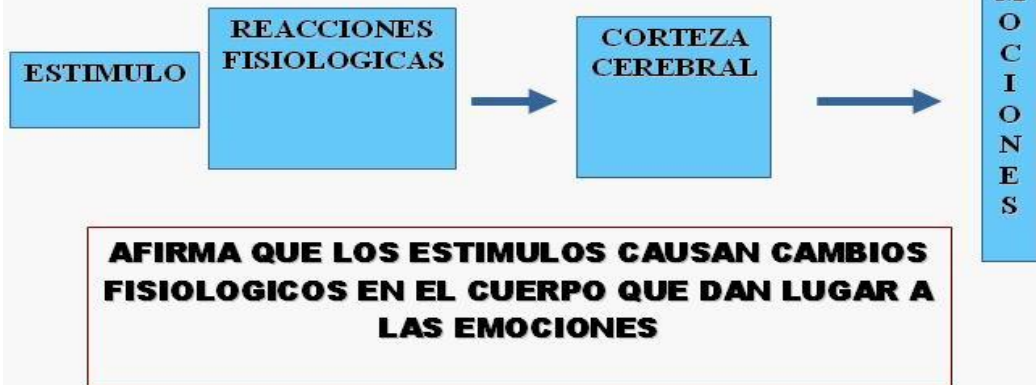 ESTIMULO
REACCIONES
FISIOLOGICAS
CORTEZA
CEREBRAL
O
C
I
O
N
E
S
AFIRMA QUE LOS ESTIMULOS CAUSAN CAMBIOS
FISIOLOGICOS EN EL CUERPO QUE DAN LUGAR A
LAS EMOCIONES